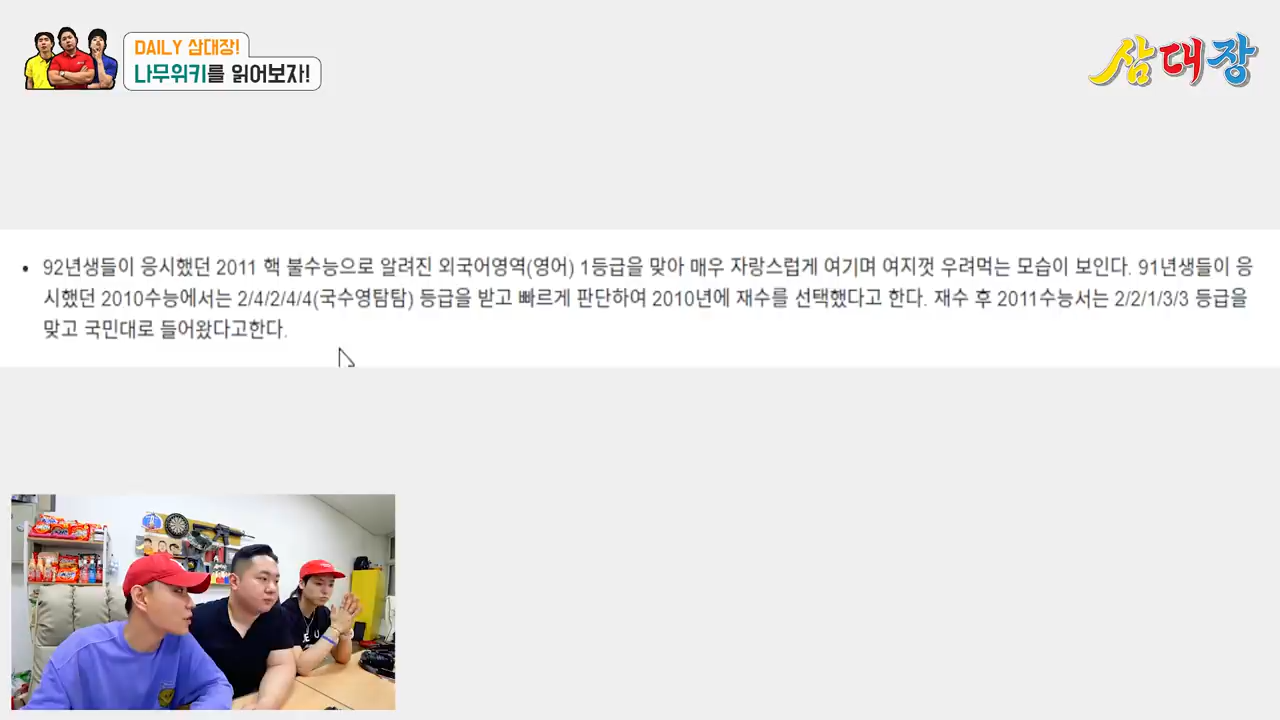 DAILY 삼대장!
나무위키를 읽어보자!
삼대장
• 92년생들이 응시했던 2011 핵 불수능으로 알려진 외국어영역(영어) 1등급을 맞아 매우 자랑스럽게 여기며 여지껏 우려먹는 모습이 보인다. 91년생들이 응
시했던 2010수능에서는 2/4/2/4/4(국수영탐탐) 등급을 받고 빠르게 판단하여 2010년에 재수를 선택했다고 한다. 재수 후 2011수능서는 2/2/1/3/3 등급을
맞고 국민대로 들어왔다고한다.